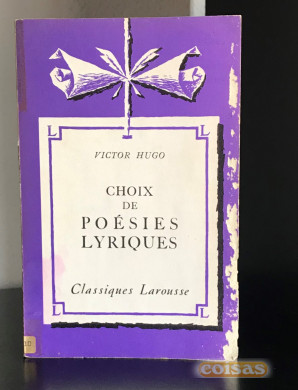 L L
VICTOR HUGO
CHOIX
DE
POÉSIES
LYRIQUES
Classiques Larousse
L L
coisas